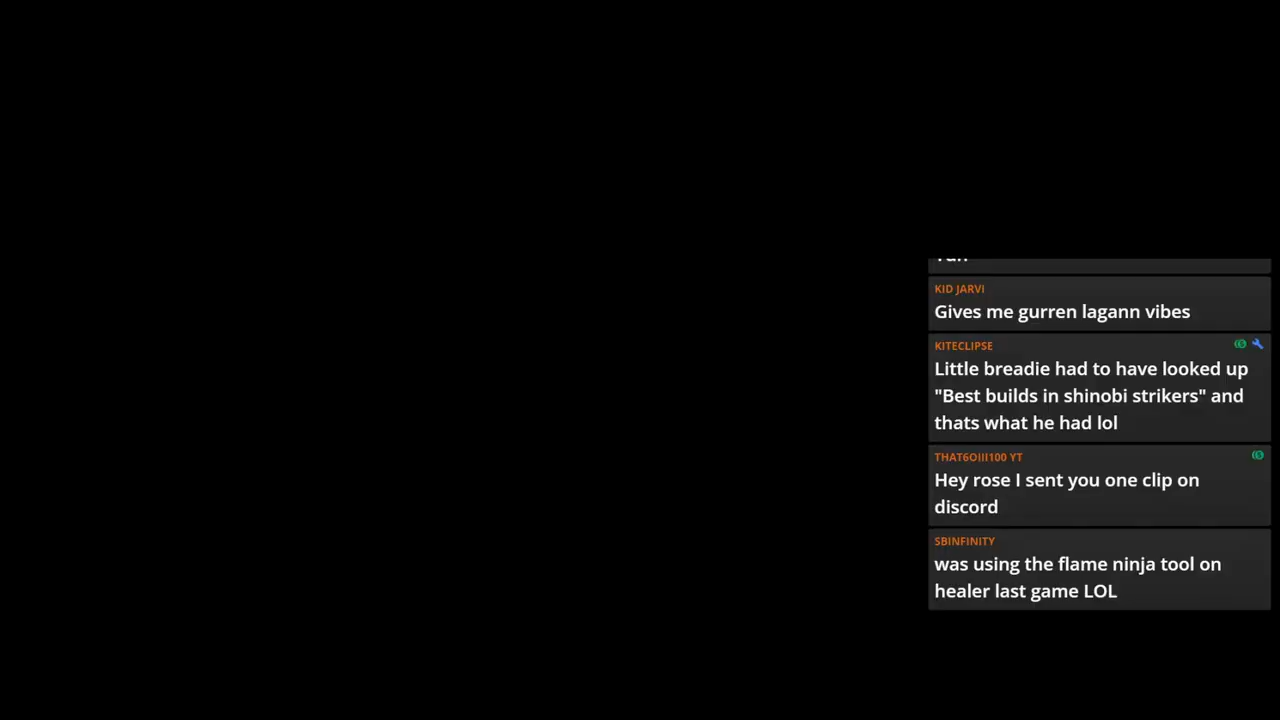 KID JARVI
Gives me gurren lagann vibes
KITECLIPSE
Little breadie had to have looked up
"Best builds in shinobi strikers" and
thats what he had lol
THAT6OIII100 YT
Hey rose I sent you one clip on
discord
SBINFINITY
was using the flame ninja tool on
healer last game LOL